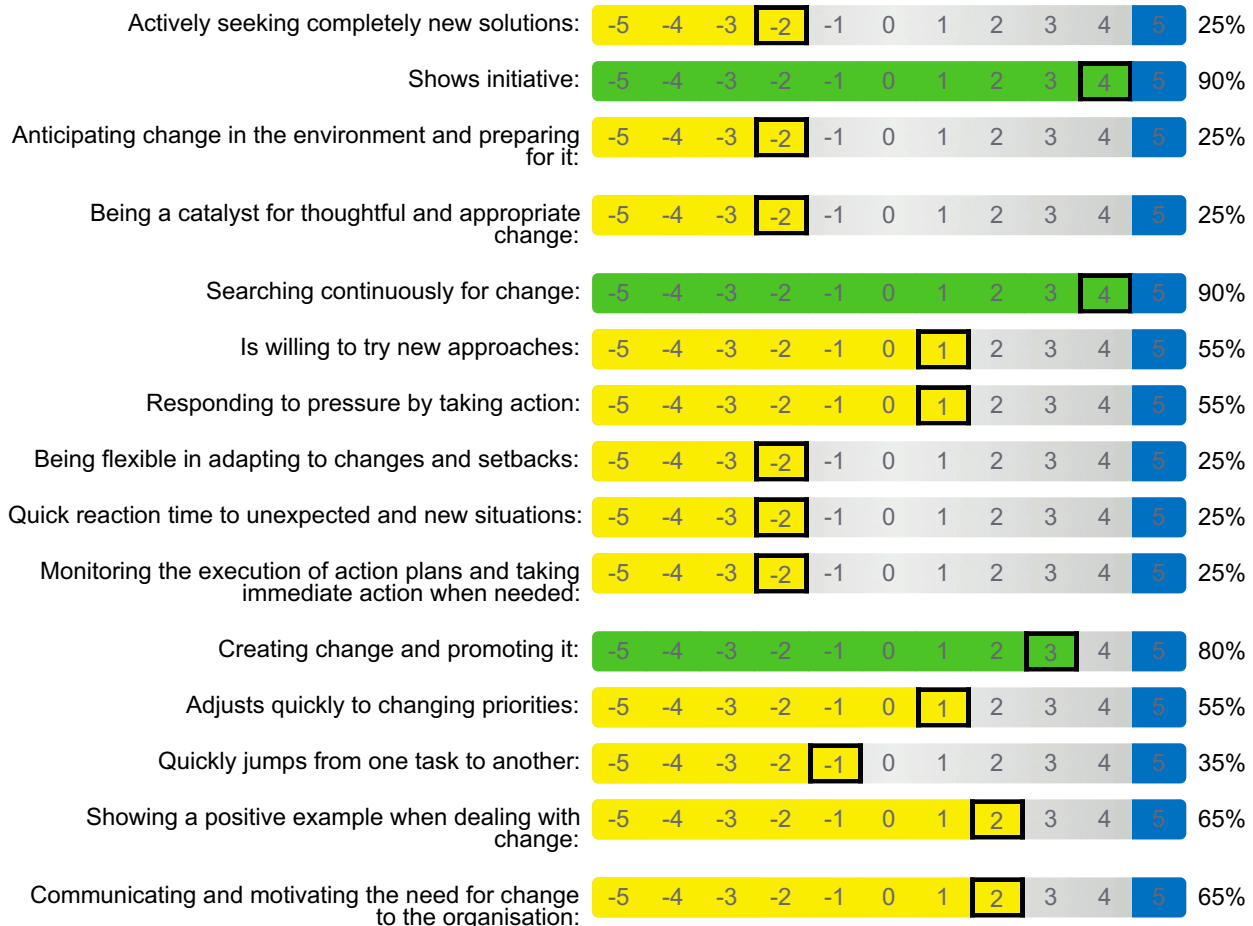 Actively seeking completely new solutions: -5 -4 -3 -2 -1 0 1 2 3 4 5 25%
Shows initiative: -5 -4 -3 -2 -1 0 1 2 3 4 5 90%
Anticipating change in the environment and preparing
for it: -5 -4 -3 -2 -1 0 1 2 3 4 5 25%
Being a catalyst for thoughtful and appropriate
change: -5 -4 -3 -2 -1 0 1 2 3 4 5 25%
Searching continuously for change: -5 -4 -3 -2 -1 0 1 2 3 4 5 90%
Is willing to try new approaches: -5 -4 -3 -2 -1 0 1 2 3 4 5 55%
Responding to pressure by taking action: -5 -4 -3 -2 -1 0 1 2 3 4 5 55%
Being flexible in adapting to changes and setbacks: -5 -4 -3 -2 -1 0 1 2 3 4 5 25%
Quick reaction time to unexpected and new situations: -5 -4 -3 -2 -1 0 1 2 3 4 5 25%
Monitoring the execution of action plans and taking
immediate action when needed: -5 -4 -3 -2 -1 0 1 2 3 4 5 25%
Creating change and promoting it: -5 -4 -3 -2 -1 0 1 2 3 4 5 80%
Adjusts quickly to changing priorities: -5 -4 -3 -2 -1 0 1 2 3 4 5 55%
Quickly jumps from one task to another: -5 -4 -3 -2 -1 0 1 2 3 4 5 35%
Showing a positive example when dealing with
change: -5 -4 -3 -2 -1 0 1 2 3 4 5 65%
Communicating and motivating the need for change
to the organisation: -5 -4 -3 -2 -1 0 1 2 3 4 5 65%